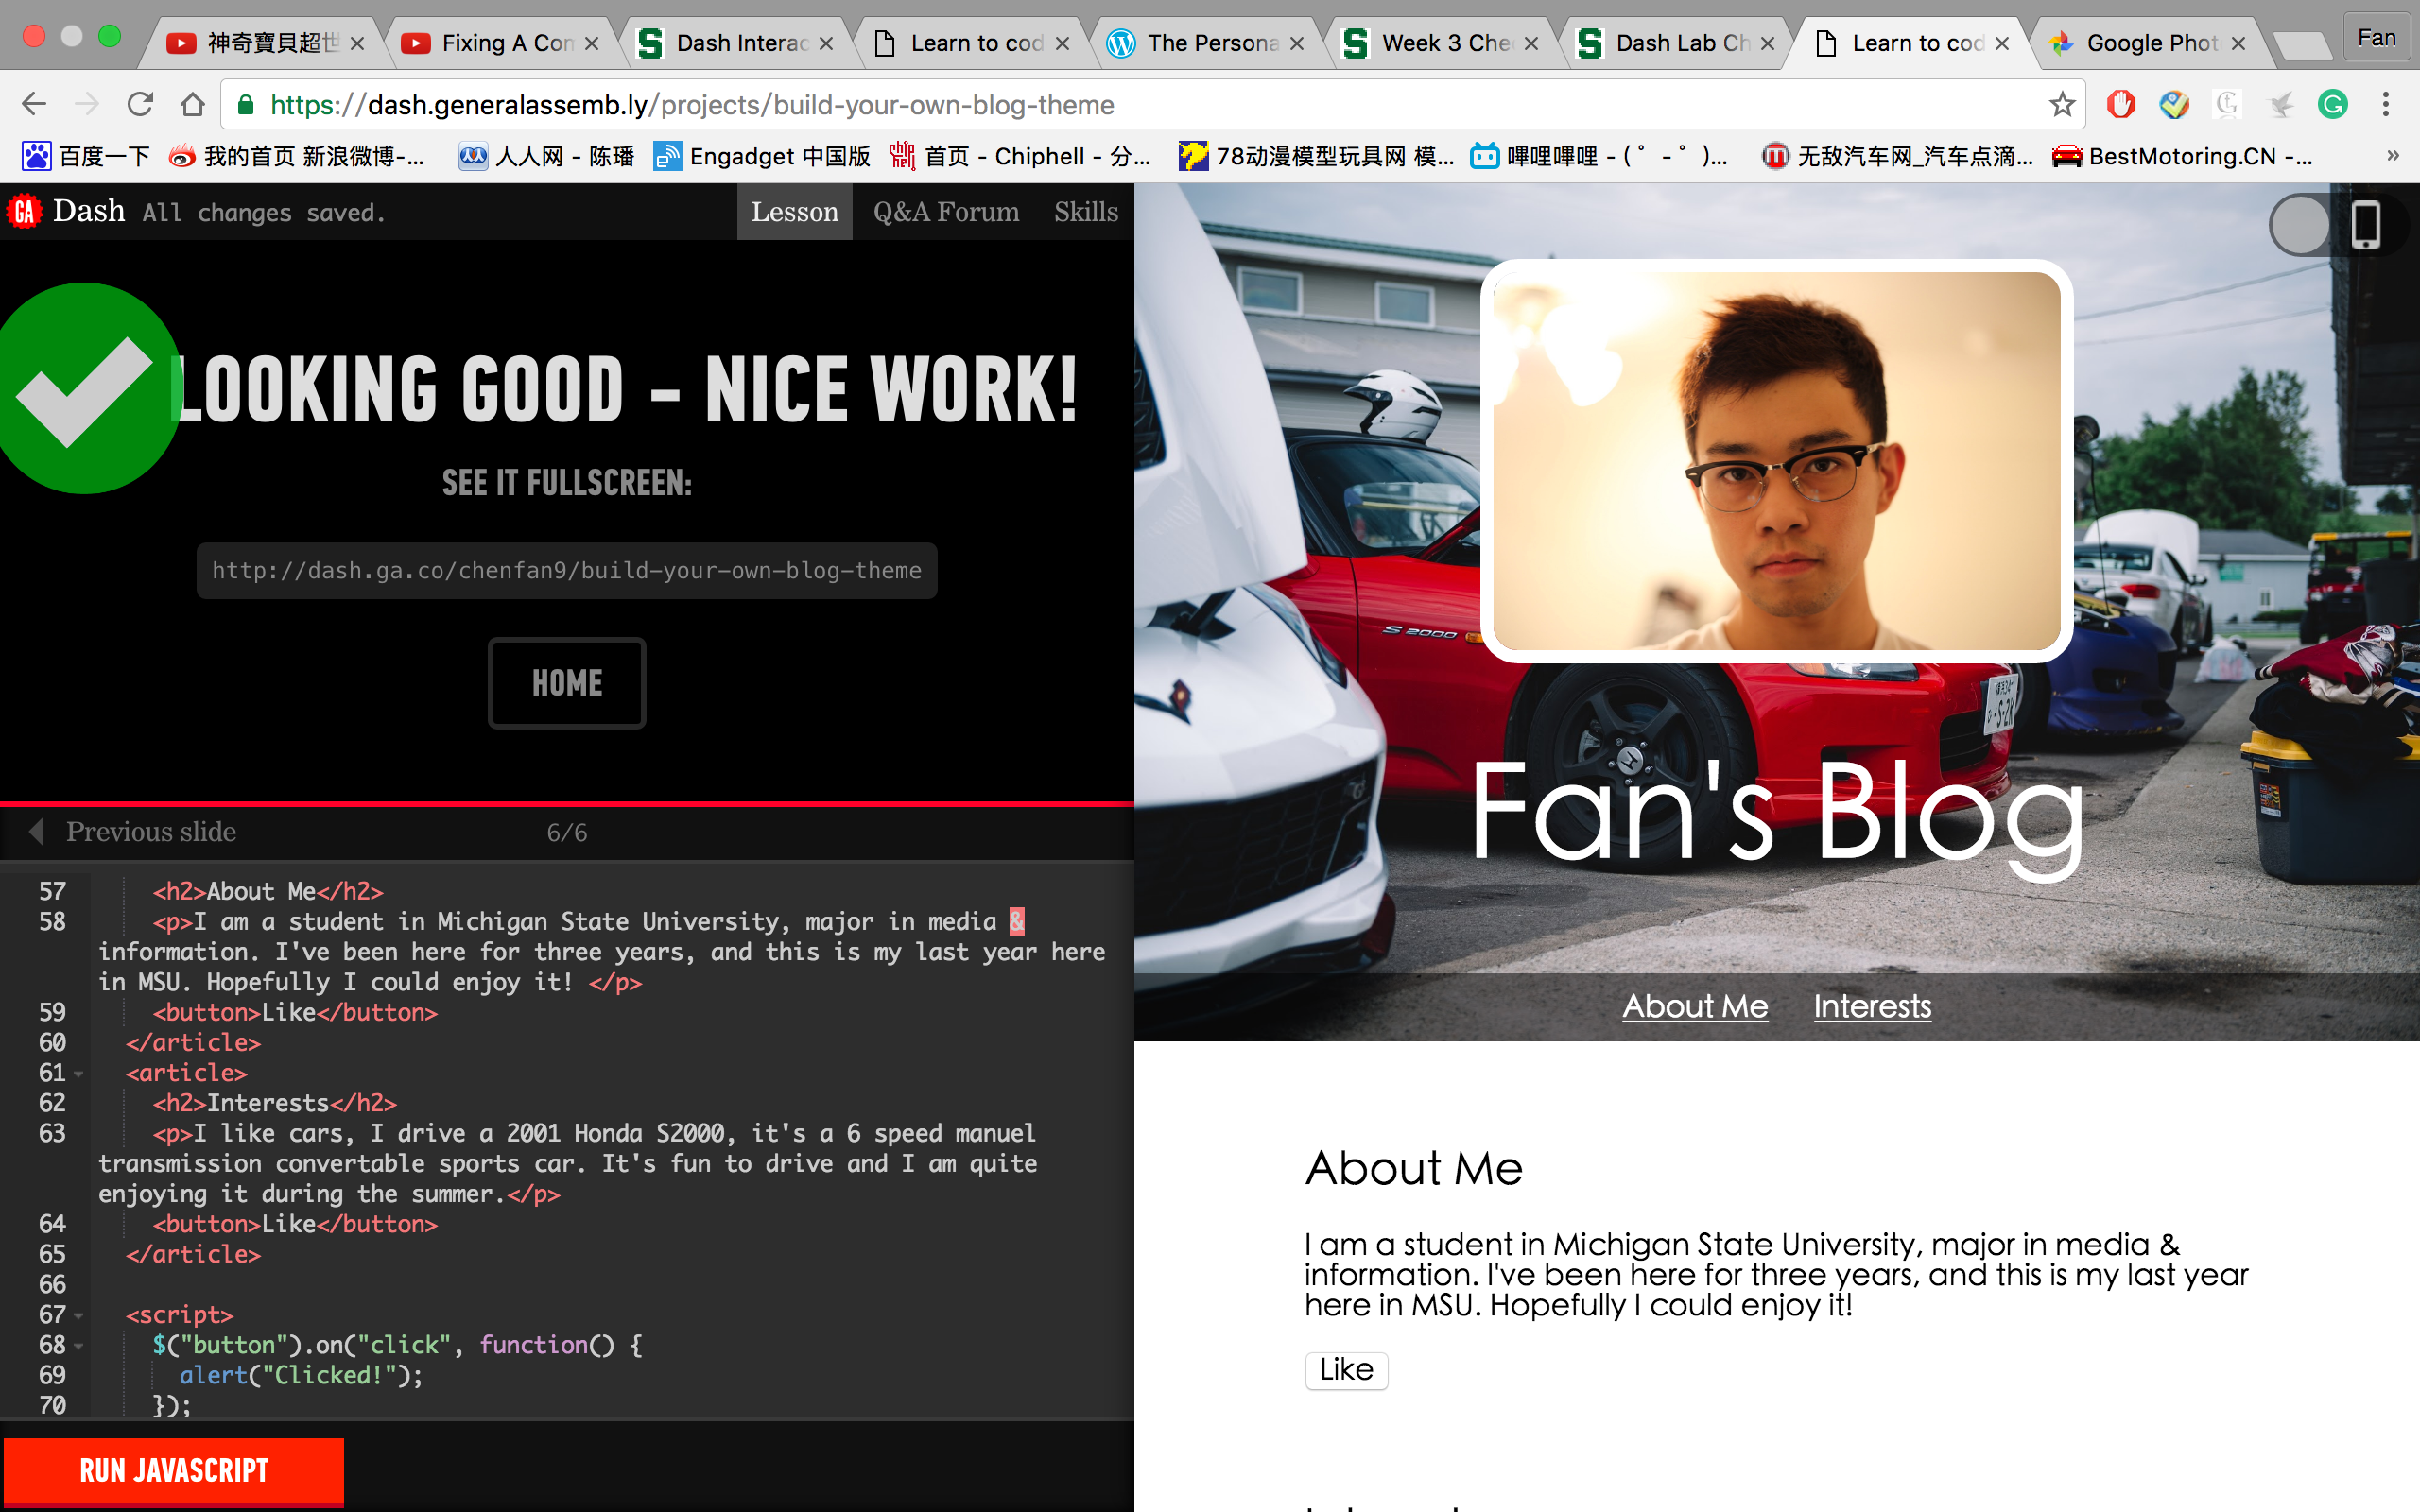 神奇寶貝超世
Fixing A Con
Dash Interac
Learn to cod
The Persona
Week 3 Che
Dash Lab Ch
Learn to cod
Google Phot
Fan
https://dash.generalassemb.ly/projects/build-your-own-blog-theme
百度一下
我的首页 新浪微博-...
人人网 - 陈璠
Engadget 中国版
首页 - Chiphell - 分...
78动漫模型玩具网 模...
嗶哩嗶哩 - ( ゜- ゜)...
无敌汽车网_汽车点滴...
BestMotoring.CN -...
»
GA Dash All changes saved.
Lesson
Q&A Forum
Skills
LOOKING GOOD - NICE WORK!
SEE IT FULLSCREEN:
http://dash.ga.co/chenfan9/build-your-own-blog-theme
HOME
Previous slide
6/6
57 <h2>About Me</h2>
58 <p>I am a student in Michigan State University, major in media &
information. I've been here for three years, and this is my last year here
in MSU. Hopefully I could enjoy it! </p>
59 <button>Like</button>
60 </article>
61 <article>
62 <h2>Interests</h2>
63 <p>I like cars, I drive a 2001 Honda S2000, it's a 6 speed manuel
transmission convertable sports car. It's fun to drive and I am quite
enjoying it during the summer.</p>
64 <button>Like</button>
65 </article>
66
67 <script>
68 $("button").on("click", function() {
69 alert("Clicked!");
70 });
RUN JAVASCRIPT
S2000
S-2K
Fan's Blog
About Me
Interests
About Me
I am a student in Michigan State University, major in media &
information. I've been here for three years, and this is my last year
here in MSU. Hopefully I could enjoy it!
Like